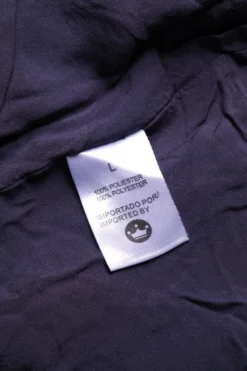 L
100% POLIESTER
100% POLYESTER
IMPORTADO POR/
IMPORTED BY